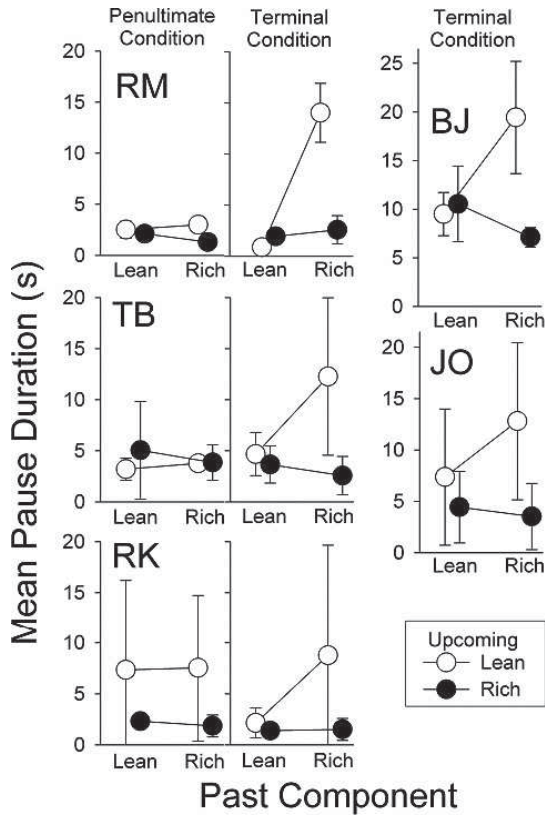 Penultimate
Condition
Terminal
Condition
Terminal
Condition
Mean Pause Duration (s)
20
15
10
5
0
RM
Lean
Rich
Lean
Rich
25
20
15
10
5
0
BJ
Lean
Rich
20
15
10
5
0
TB
Lean
Rich
Lean
Rich
20
15
10
5
0
JO
Lean
Rich
20
15
10
5
0
RK
Lean
Rich
Lean
Rich
Upcoming
Lean
Rich
Past Component